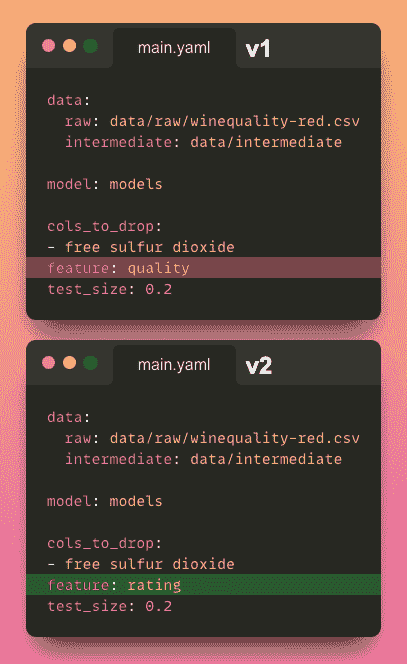 main.yaml v1
data:
  raw: data/raw/winequality-red.csv
  intermediate: data/intermediate
model: models
cols_to_drop:
- free sulfur dioxide
feature: quality
test_size: 0.2
main.yaml v2
data:
  raw: data/raw/winequality-red.csv
  intermediate: data/intermediate
model: models
cols_to_drop:
- free sulfur dioxide
feature: rating
test_size: 0.2